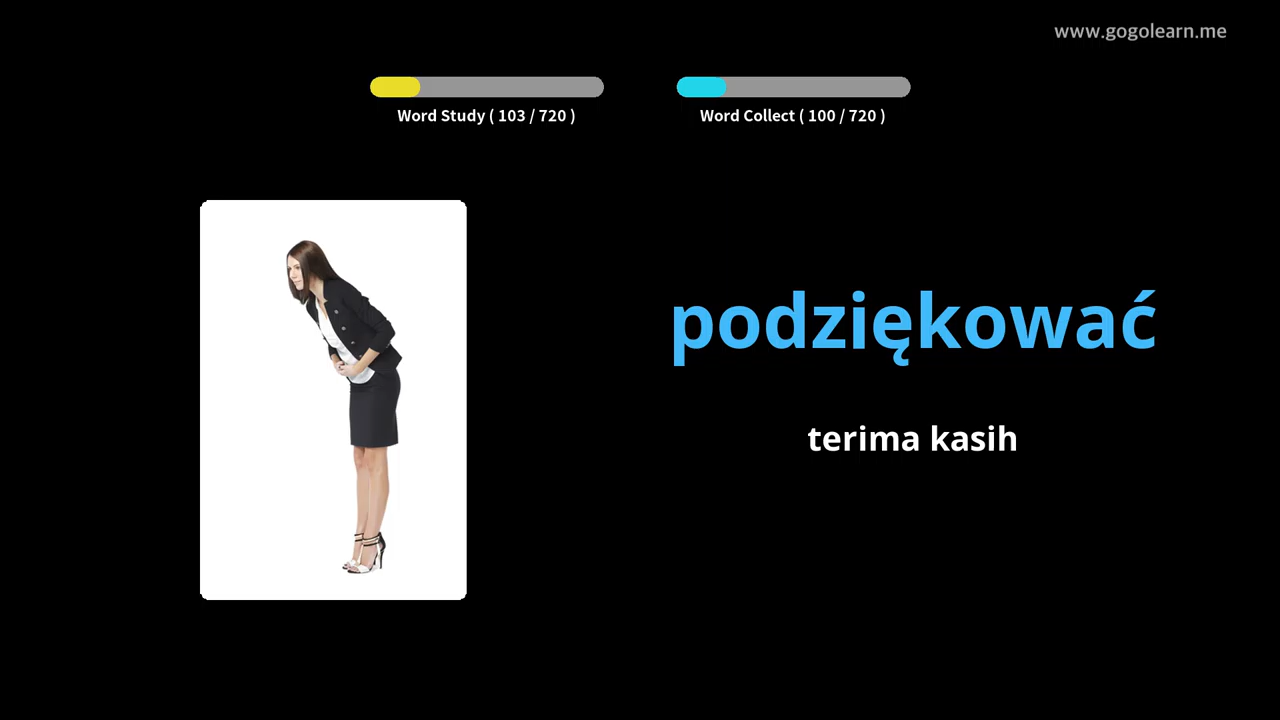 www.gogolearn.me
Word Study ( 103 / 720 )
Word Collect ( 100 / 720 )
podziękować
terima kasih